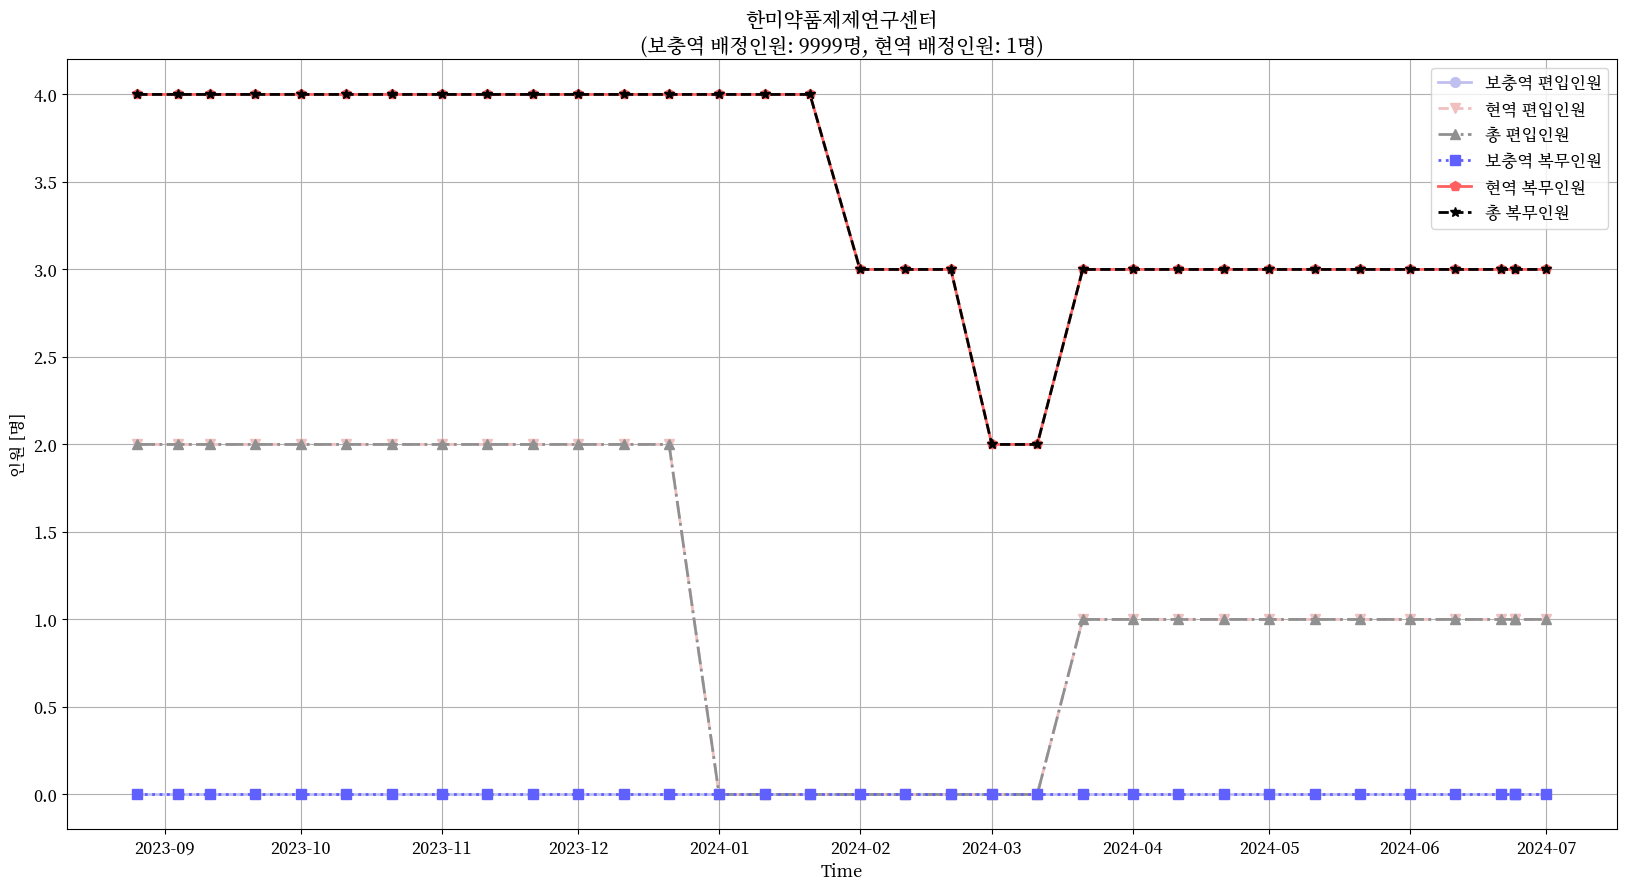 한미약품제제연구센터
(보충역 배정인원: 9999명, 현역 배정인원: 1명)
보충역 편입인원
현역 편입인원
총 편입인원
보충역 복무인원
현역 복무인원
총 복무인원
인원 [명]
4.0
3.5
3.0
2.5
2.0
1.5
1.0
0.5
0.0
2023-09 2023-10 2023-11 2023-12 2024-01 2024-02 2024-03 2024-04 2024-05 2024-06 2024-07
Time